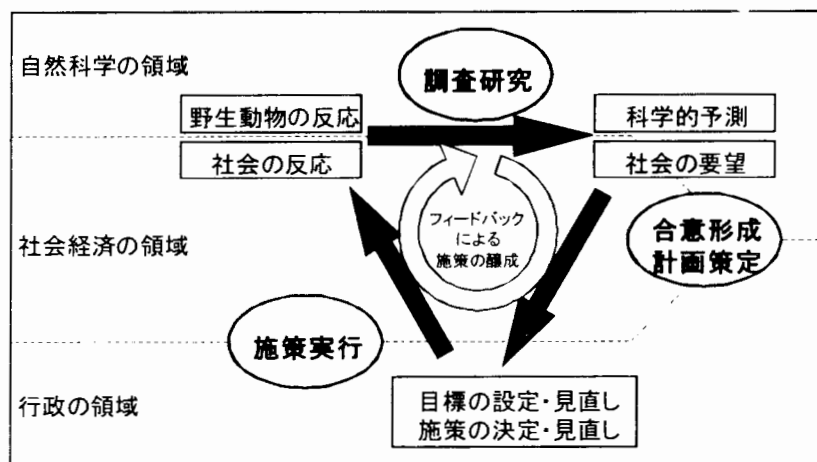 自然科学の領域
調査研究
野生動物の反応
科学的予測
社会の反応
社会の要望
フィードバック
による
施策の醸成
社会経済の領域
合意形成
計画策定
施策実行
行政の領域
目標の設定・見直し
施策の決定・見直し